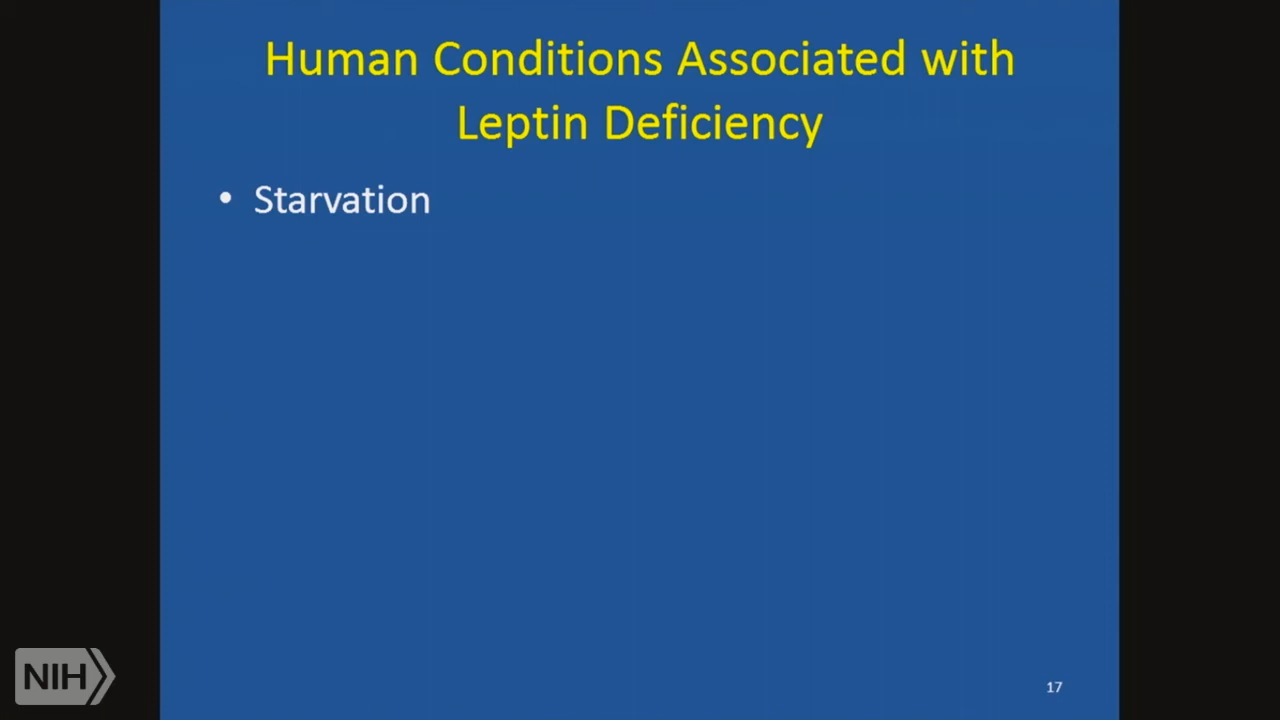 Human Conditions Associated with
Leptin Deficiency
• Starvation
NIH
17